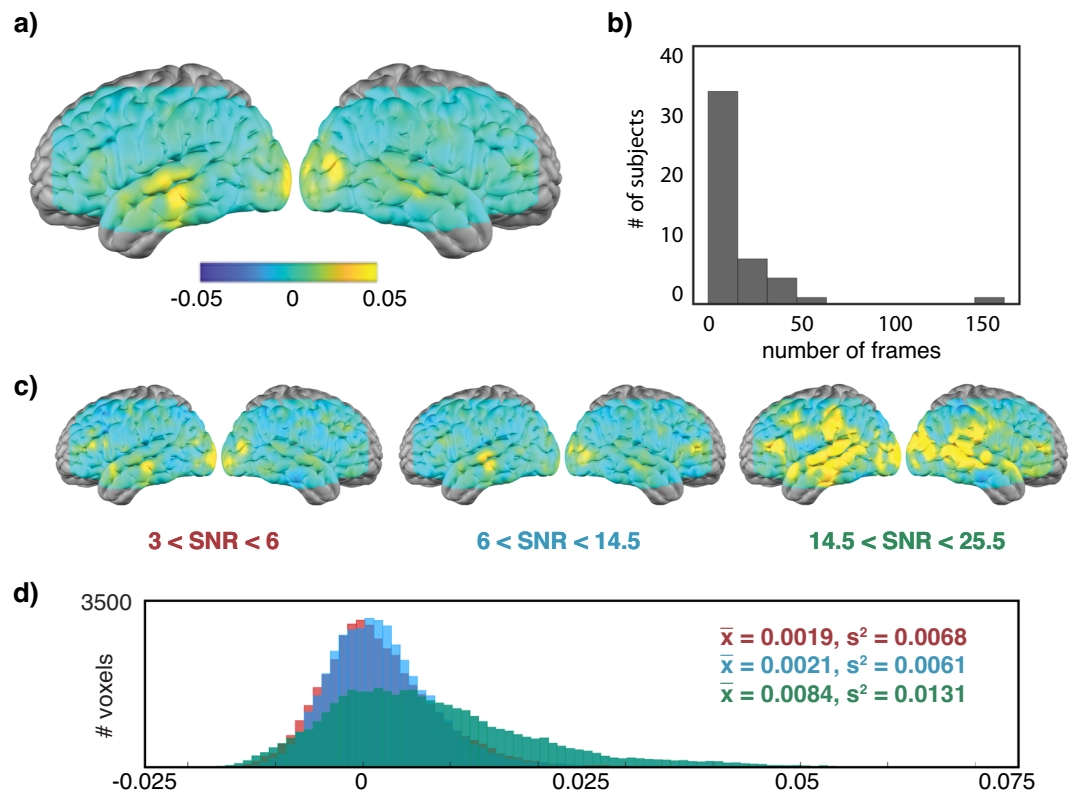 a)
-0.05 0 0.05
b)
# of subjects
40
30
20
10
0
0 50 100 150
number of frames
c)
3 < SNR < 6
6 < SNR < 14.5
14.5 < SNR < 25.5
d)
3500
# voxels
x̅ = 0.0019, s² = 0.0068
x̅ = 0.0021, s² = 0.0061
x̅ = 0.0084, s² = 0.0131
-0.025 0 0.025 0.05 0.075